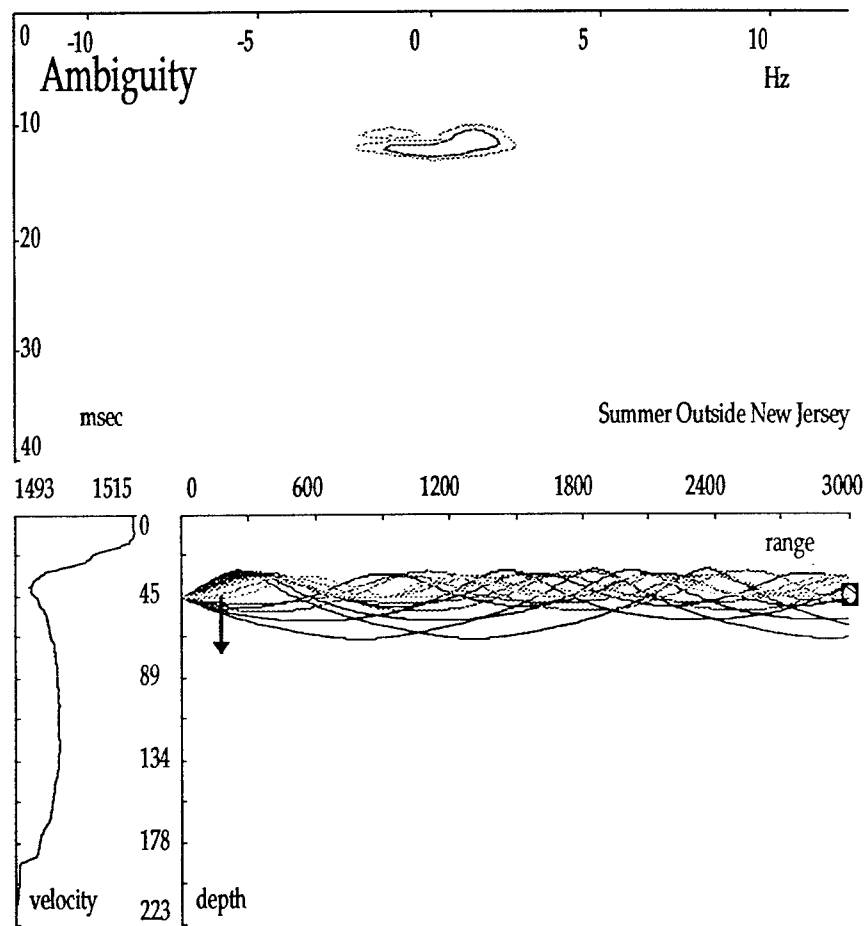 0 -10 -5 0 5 10
Ambiguity Hz
-10
-20
-30
msec Summer Outside New Jersey
40
1493 1515 0 600 1200 1800 2400 3000
0
range
45
89
134
178
velocity 223 depth